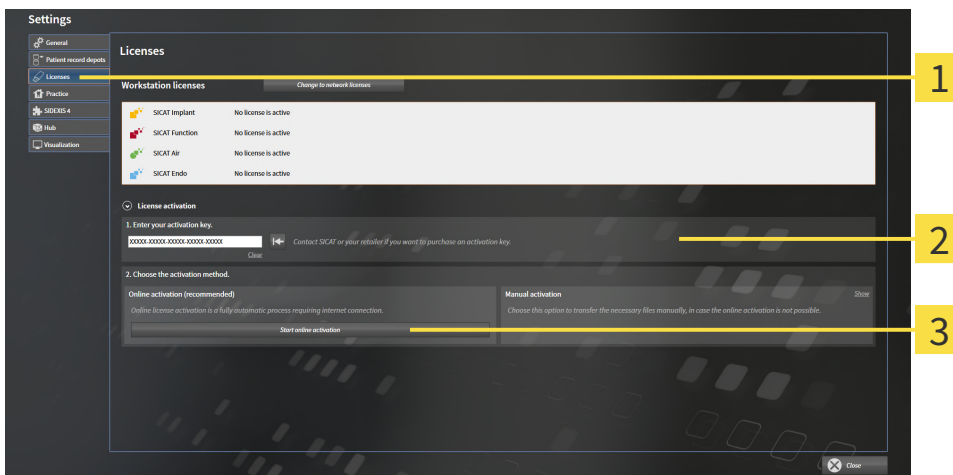 Settings
General
Patient record depots
Licenses
Practice
SIDEXIS 4
Hub
Visualization
Licenses
Workstation licenses
Change to network licenses
SICAT Implant No license is active
SICAT Function No license is active
SICAT Air No license is active
SICAT Endo No license is active
License activation
1. Enter your activation key.
XXXXX-XXXXX-XXXXX-XXXXX-XXXXX
Contact SICAT or your retailer if you want to purchase an activation key.
Clear
2. Choose the activation method.
Online activation (recommended)
Online license activation is a fully automatic process requiring internet connection.
Start online activation
Manual activation Show
Choose this option to transfer the necessary files manually, in case the online activation is not possible.
Close
1
2
3